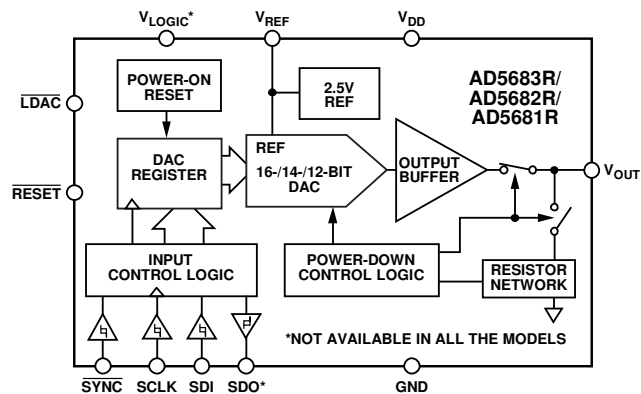 VLOGIC* VREF VDD
POWER-ON
RESET
2.5V
REF
AD5683R/
AD5682R/
AD5681R
LDAC
DAC
REGISTER
REF
16-/14-/12-BIT
DAC
OUTPUT
BUFFER
VOUT
RESET
INPUT
CONTROL LOGIC
POWER-DOWN
CONTROL LOGIC
RESISTOR
NETWORK
*NOT AVAILABLE IN ALL THE MODELS
SYNC SCLK SDI SDO* GND